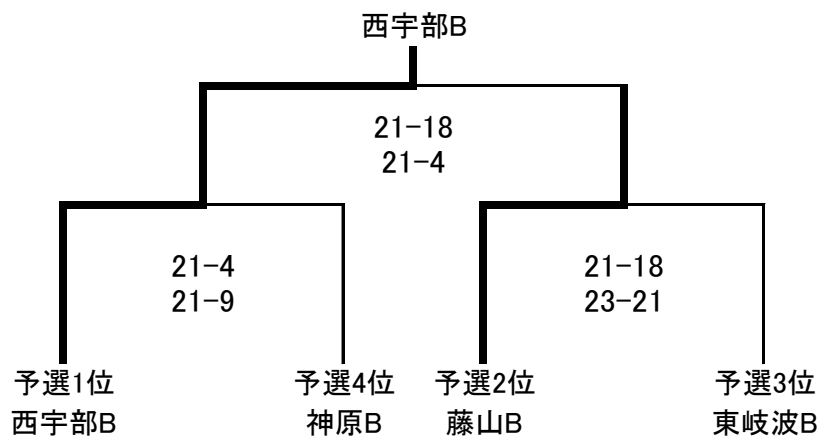 西宇部B
21-18
21-4
21-4
21-9
21-18
23-21
予選1位
西宇部B
予選4位
神原B
予選2位
藤山B
予選3位
東岐波B